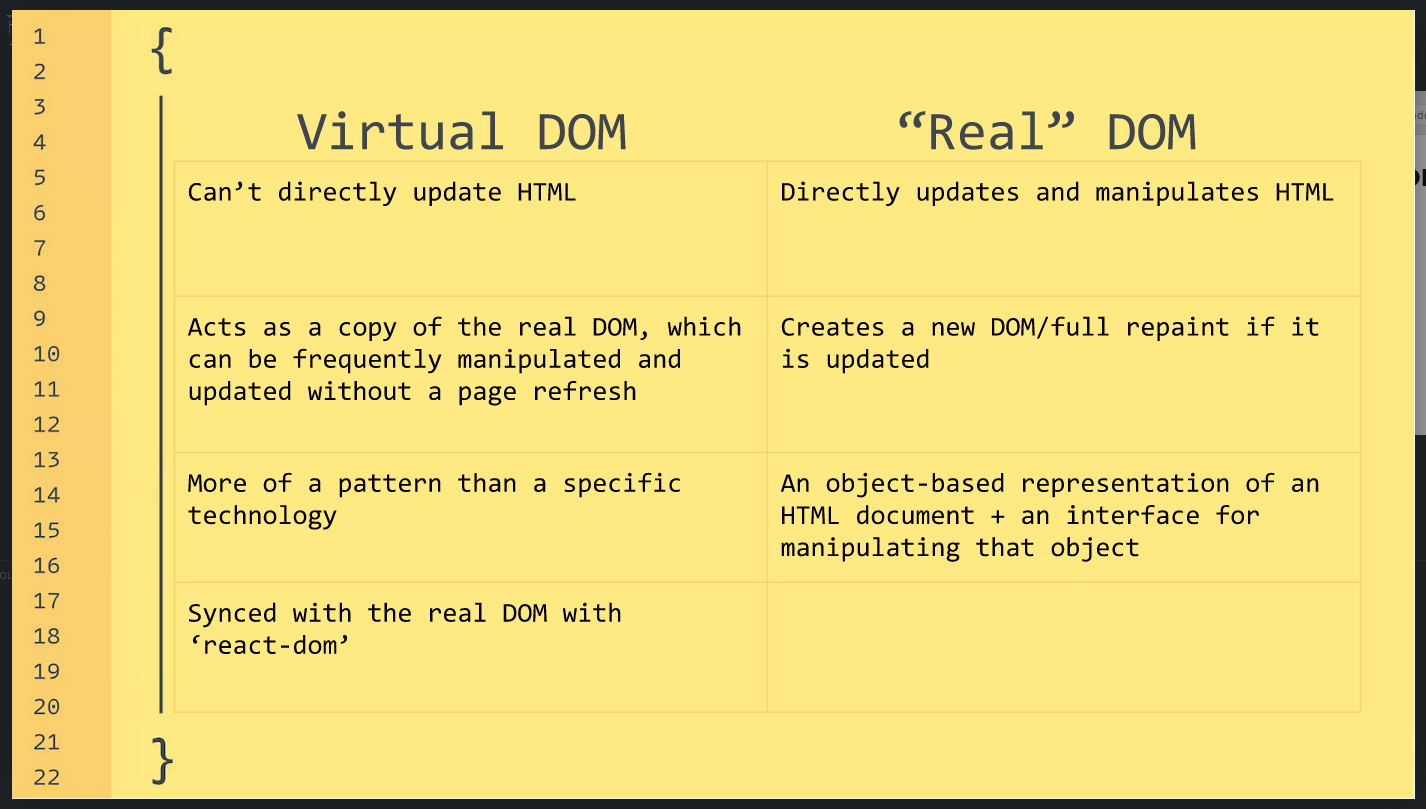 1
2
3
4
5
6
7
8
9
10
11
12
13
14
15
16
17
18
19
20
21
22
{
Virtual DOM
“Real” DOM
Can’t directly update HTML
Directly updates and manipulates HTML
Acts as a copy of the real DOM, which
can be frequently manipulated and
updated without a page refresh
Creates a new DOM/full repaint if it
is updated
More of a pattern than a specific
technology
An object-based representation of an
HTML document + an interface for
manipulating that object
Synced with the real DOM with
‘react-dom’
}